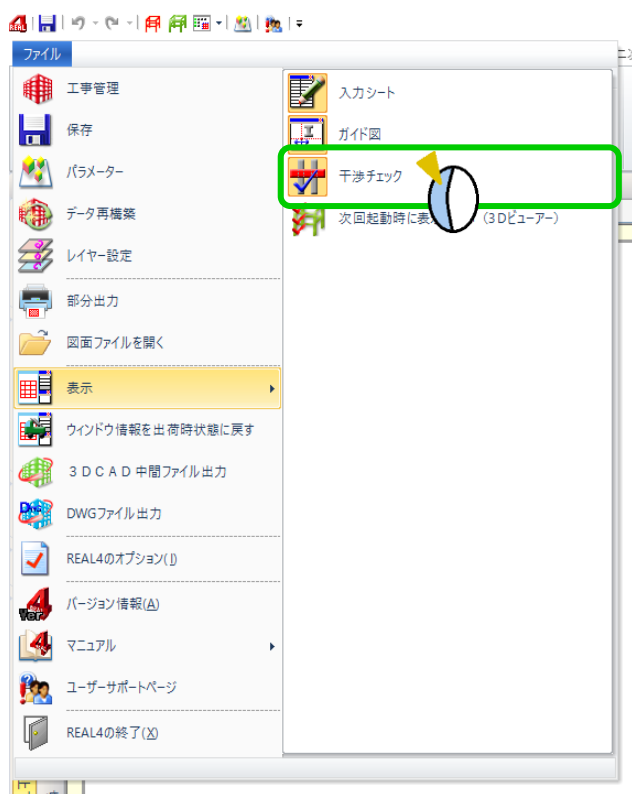 ファイル
工事管理
保存
パラメーター
データ再構築
レイヤー設定
部分出力
図面ファイルを開く
表示
ウィンドウ情報を出荷時状態に戻す
３ＤＣＡＤ中間ファイル出力
DWGファイル出力
REAL4のオプション(I)
バージョン情報(A)
マニュアル
ユーザーサポートページ
REAL4の終了(X)
入力シート
ガイド図
干渉チェック
次回起動時に表 (3Dビューアー)